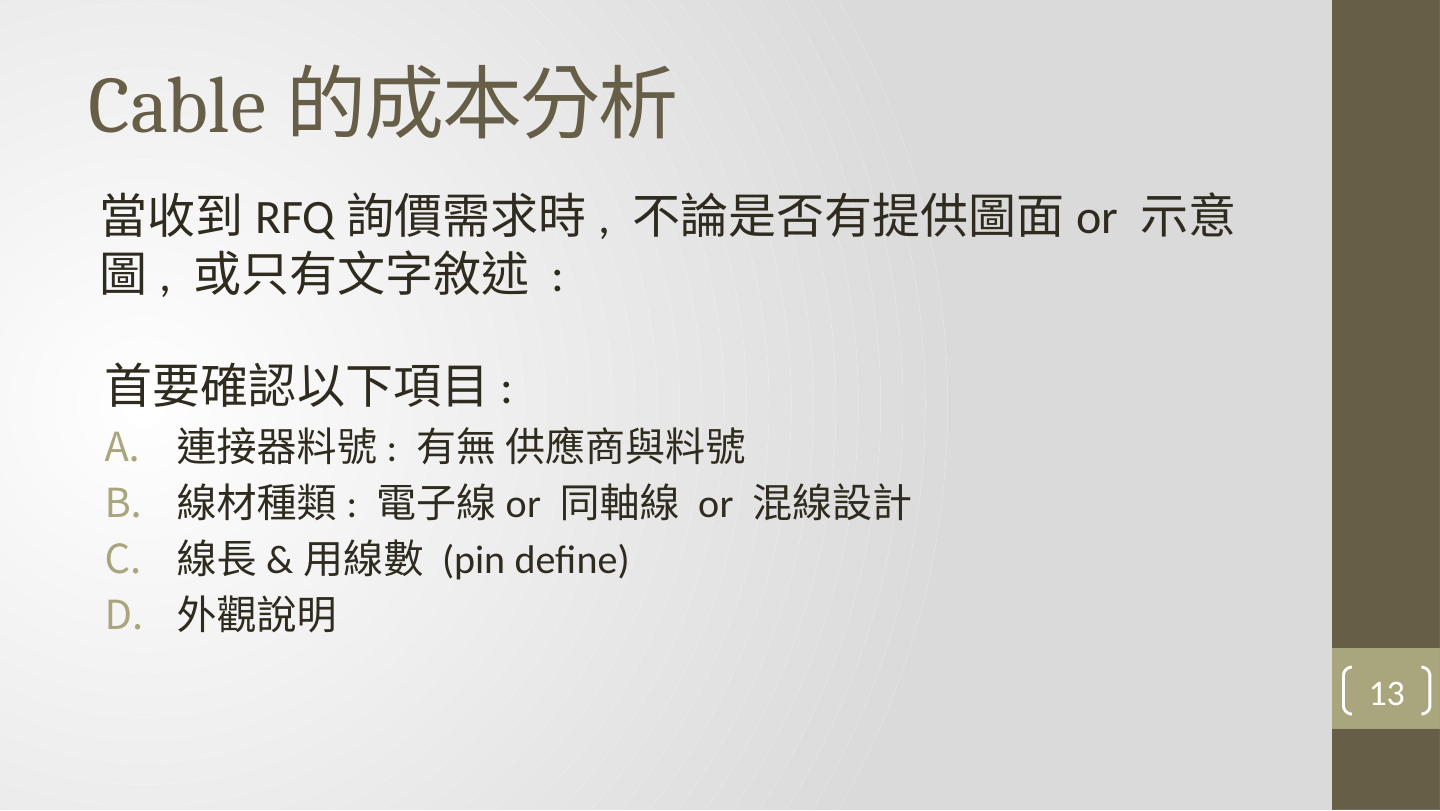 Cable 的成本分析
當收到 RFQ 詢價需求時 , 不論是否有提供圖面 or 示意
圖 , 或只有文字敘述 :
首要確認以下項目 :
A. 連接器料號 : 有無 供應商與料號
B. 線材種類 : 電子線 or 同軸線 or 混線設計
C. 線長 & 用線數 (pin define)
D. 外觀說明
13